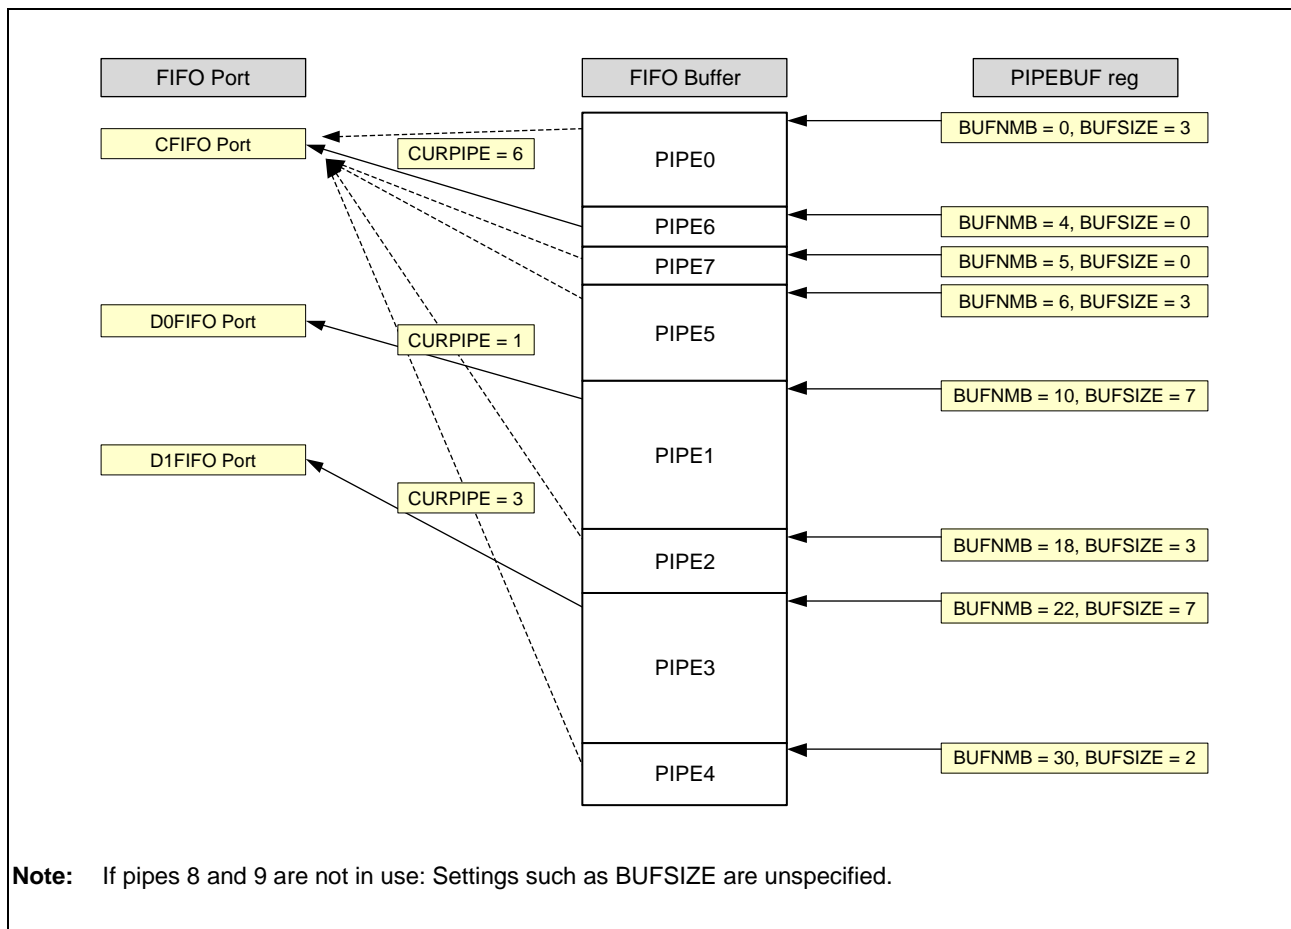 FIFO Port
FIFO Buffer
PIPEBUF reg
CFIFO Port
CURPIPE = 6
PIPE0
BUFNMB = 0, BUFSIZE = 3
PIPE6
BUFNMB = 4, BUFSIZE = 0
PIPE7
BUFNMB = 5, BUFSIZE = 0
BUFNMB = 6, BUFSIZE = 3
D0FIFO Port
CURPIPE = 1
PIPE5
BUFNMB = 10, BUFSIZE = 7
D1FIFO Port
PIPE1
CURPIPE = 3
BUFNMB = 18, BUFSIZE = 3
PIPE2
BUFNMB = 22, BUFSIZE = 7
PIPE3
BUFNMB = 30, BUFSIZE = 2
PIPE4
Note: If pipes 8 and 9 are not in use: Settings such as BUFSIZE are unspecified.